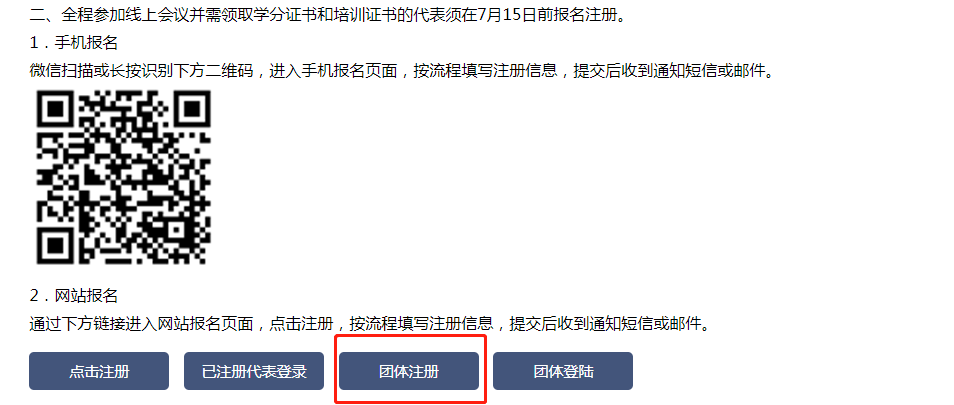 二、全程参加线上会议并需领取学分证书和培训证书的代表须在7月15日前报名注册。
1．手机报名
微信扫描或长按识别下方二维码，进入手机报名页面，按流程填写注册信息，提交后收到通知短信或邮件。
2．网站报名
通过下方链接进入网站报名页面，点击注册，按流程填写注册信息，提交后收到通知短信或邮件。
点击注册 已注册代表登录 团体注册 团体登陆